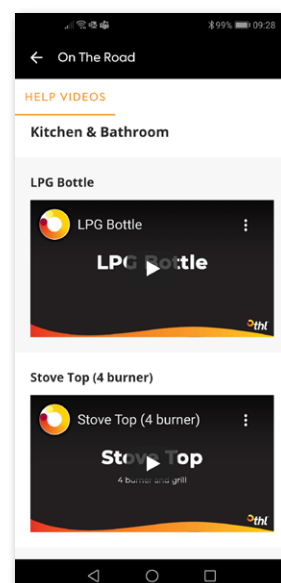 99% 09:28
On The Road
HELP VIDEOS
Kitchen & Bathroom
LPG Bottle
LPG Bottle
LPG Bottle
thl
Stove Top (4 burner)
Stove Top (4 burner)
Stove Top
4 burner and grill
thl